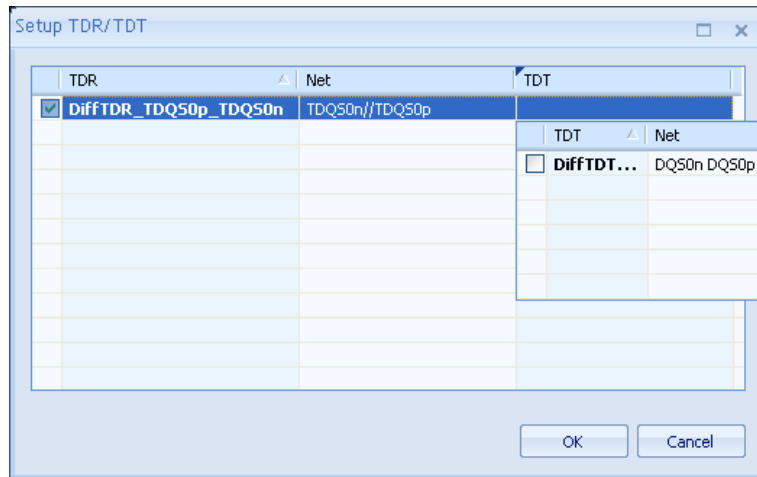 Setup TDR/TDT
TDR Net TDT
DiffTDR_TDQS0p_TDQS0n TDQS0n//TDQS0p
TDT Net
DiffTDT... DQS0n DQS0p
OK Cancel